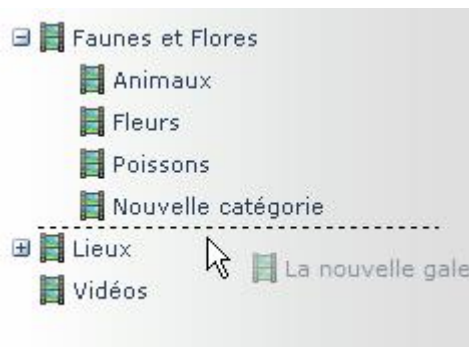 Faunes et Flores
Animaux
Fleurs
Poissons
Nouvelle catégorie
Lieux
La nouvelle gale
Vidéos